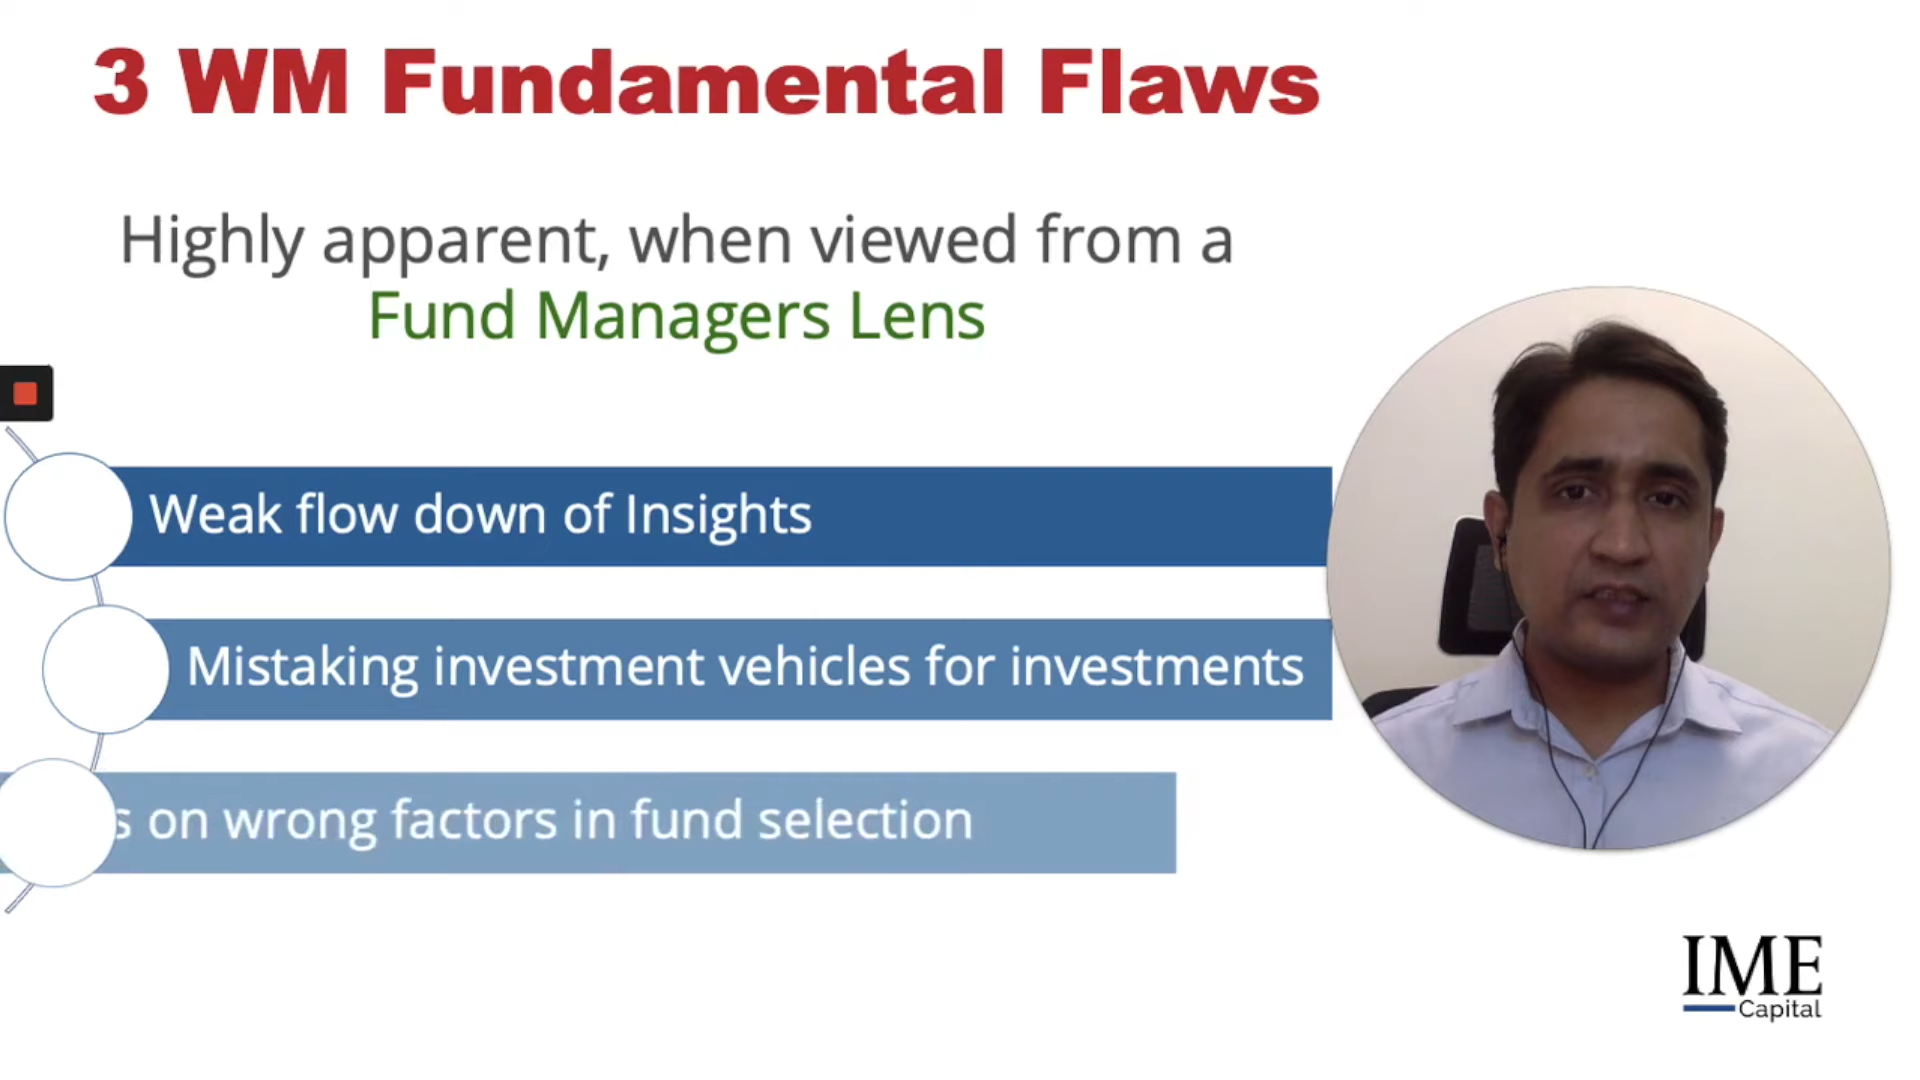 3 WM Fundamental Flaws
Highly apparent, when viewed from a
Fund Managers Lens
Weak flow down of Insights
Mistaking investment vehicles for investments
s on wrong factors in fund selection
IME
Capital